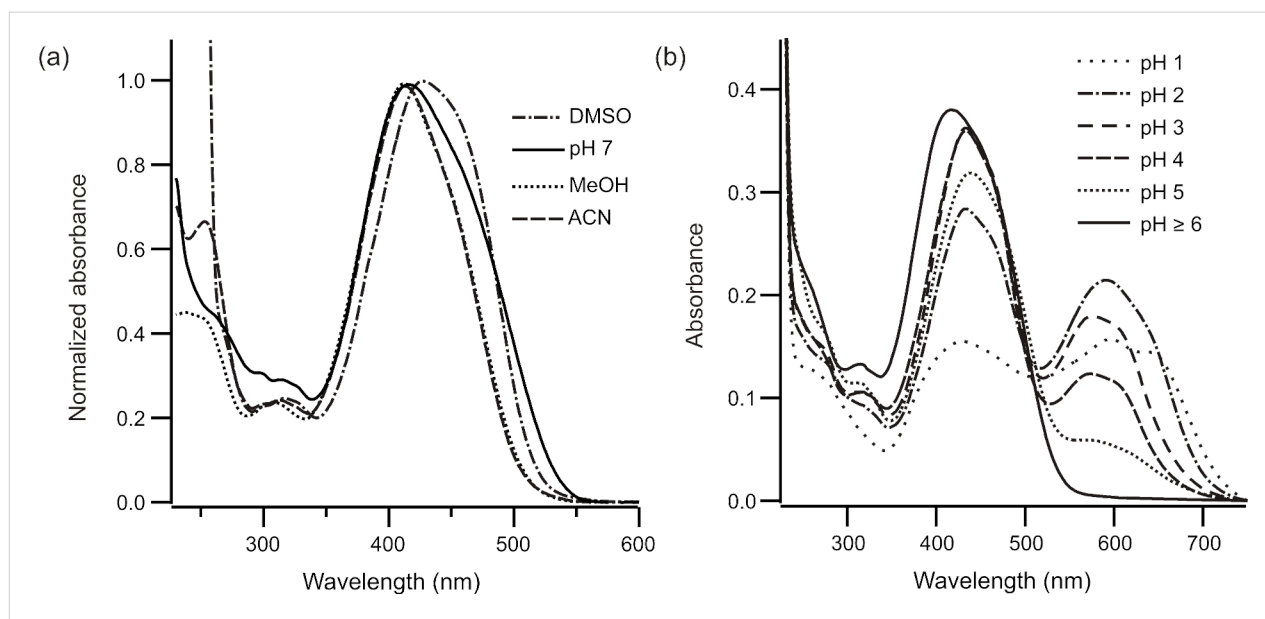 (a)
Normalized absorbance
1.0
0.8
0.6
0.4
0.2
0.0
300
400
500
600
Wavelength (nm)
DMSO
pH 7
MeOH
ACN
(b)
Absorbance
0.4
0.3
0.2
0.1
0.0
300
400
500
600
700
Wavelength (nm)
pH 1
pH 2
pH 3
pH 4
pH 5
pH ≥ 6